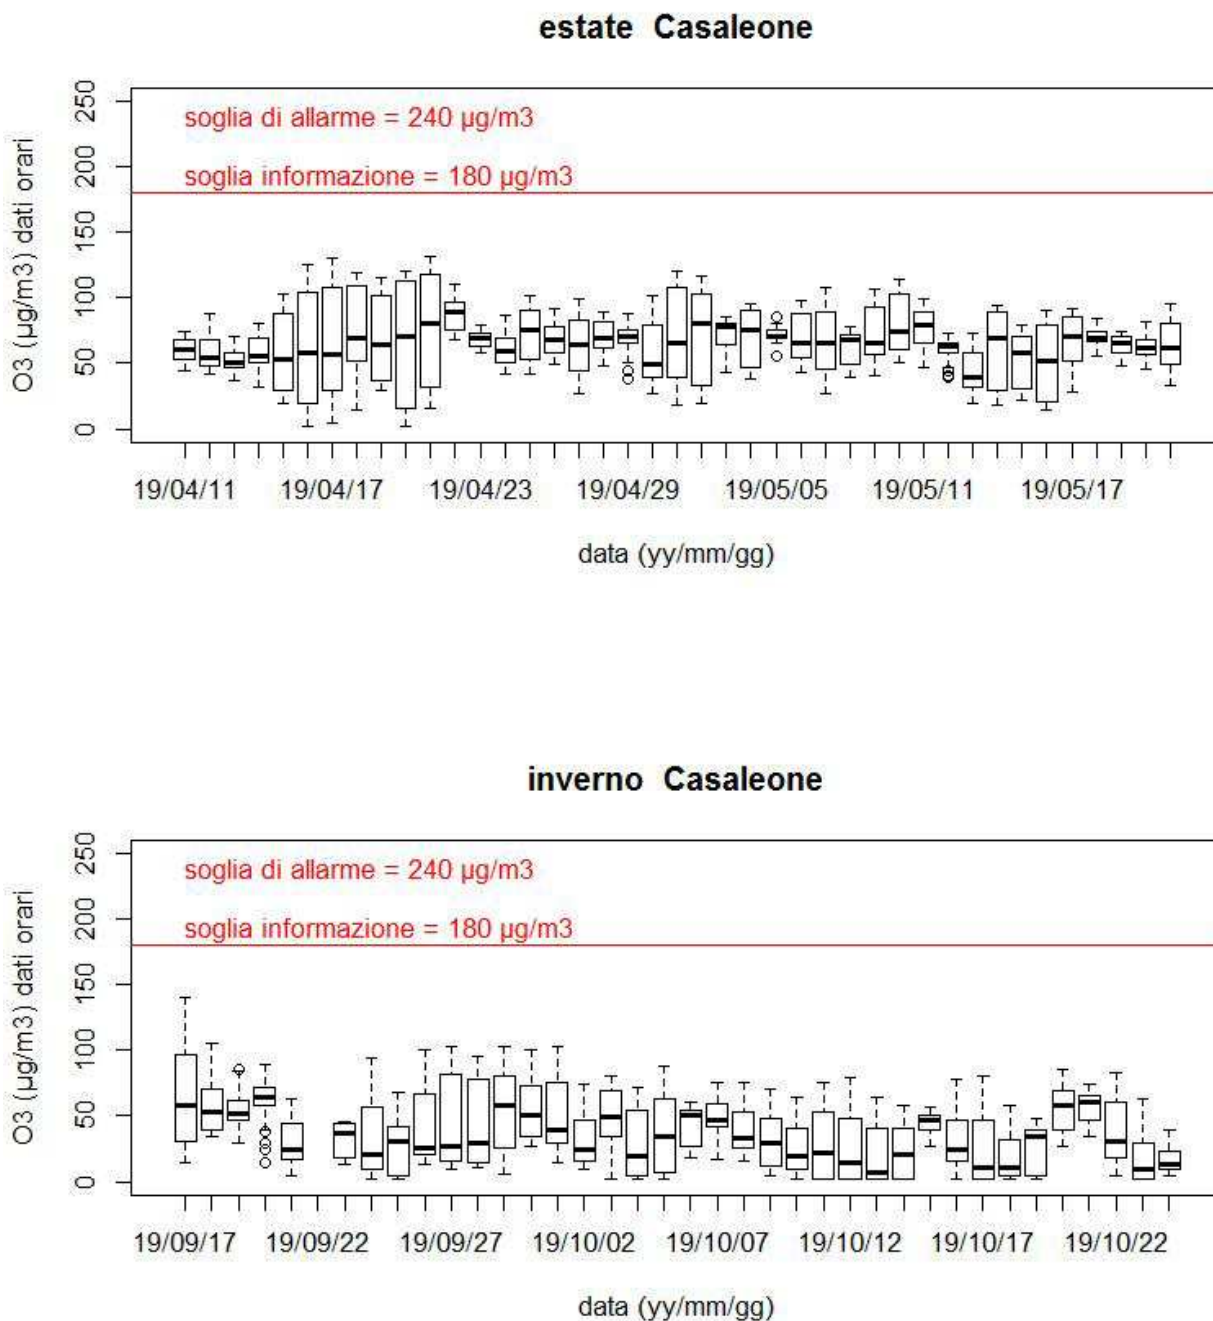 estate Casaleone
250
200
150
100
50
0
O3 (µg/m3) dati orari
soglia di allarme = 240 µg/m3
soglia informazione = 180 µg/m3
19/04/11 19/04/17 19/04/23 19/04/29 19/05/05 19/05/11 19/05/17
data (yy/mm/gg)
inverno Casaleone
250
200
150
100
50
0
O3 (µg/m3) dati orari
soglia di allarme = 240 µg/m3
soglia informazione = 180 µg/m3
19/09/17 19/09/22 19/09/27 19/10/02 19/10/07 19/10/12 19/10/17 19/10/22
data (yy/mm/gg)